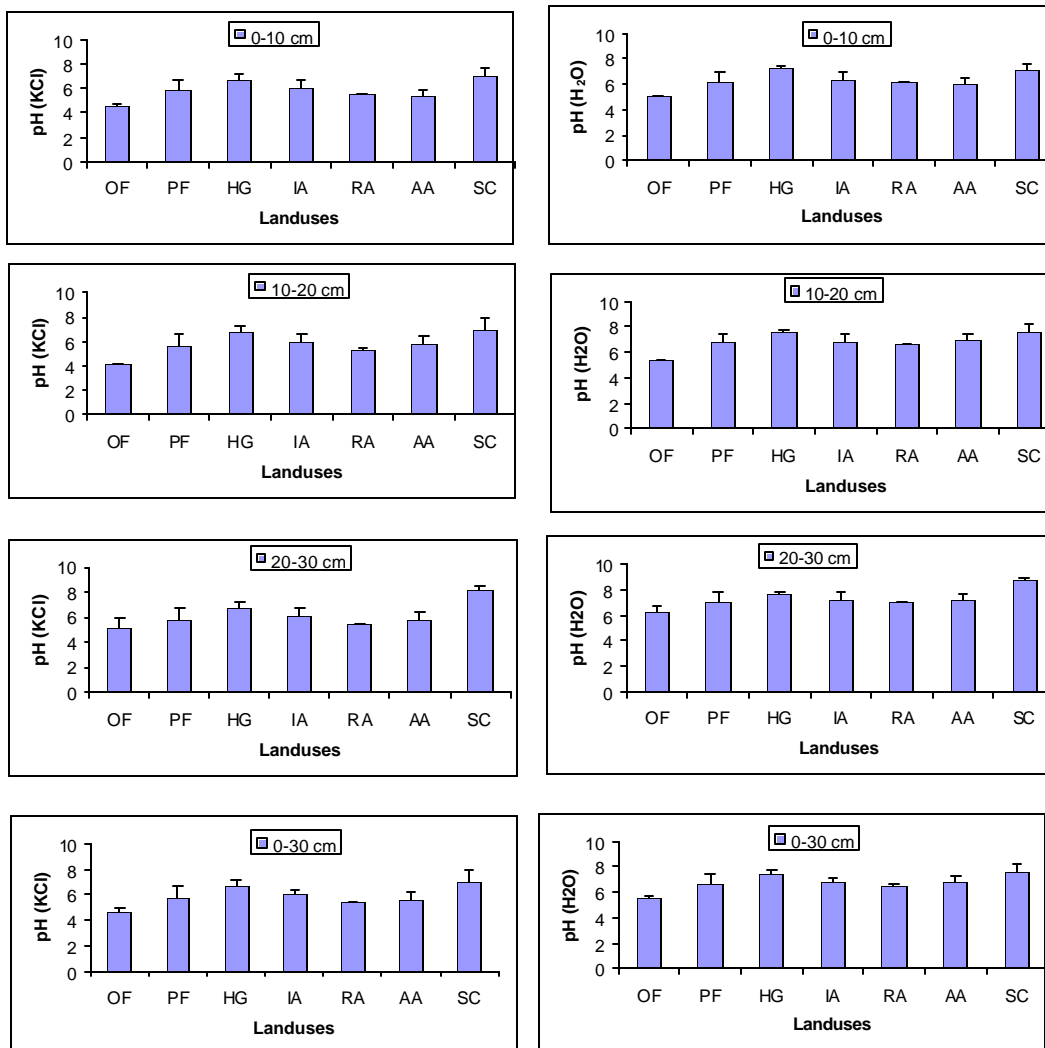 0-10 cm
pH (KCl)
10
8
6
4
2
0
OF PF HG IA RA AA SC
Landuses
0-10 cm
pH (H₂O)
10
8
6
4
2
0
OF PF HG IA RA AA SC
Landuses
10-20 cm
pH (KCl)
10
8
6
4
2
0
OF PF HG IA RA AA SC
Landuses
10-20 cm
pH (H2O)
10
8
6
4
2
0
OF PF HG IA RA AA SC
Landuses
20-30 cm
pH (KCl)
10
8
6
4
2
0
OF PF HG IA RA AA SC
Landuses
20-30 cm
pH (H2O)
10
8
6
4
2
0
OF PF HG IA RA AA SC
Landuses
0-30 cm
pH (KCl)
10
8
6
4
2
0
OF PF HG IA RA AA SC
Landuses
0-30 cm
pH (H2O)
10
8
6
4
2
0
OF PF HG IA RA AA SC
Landuses